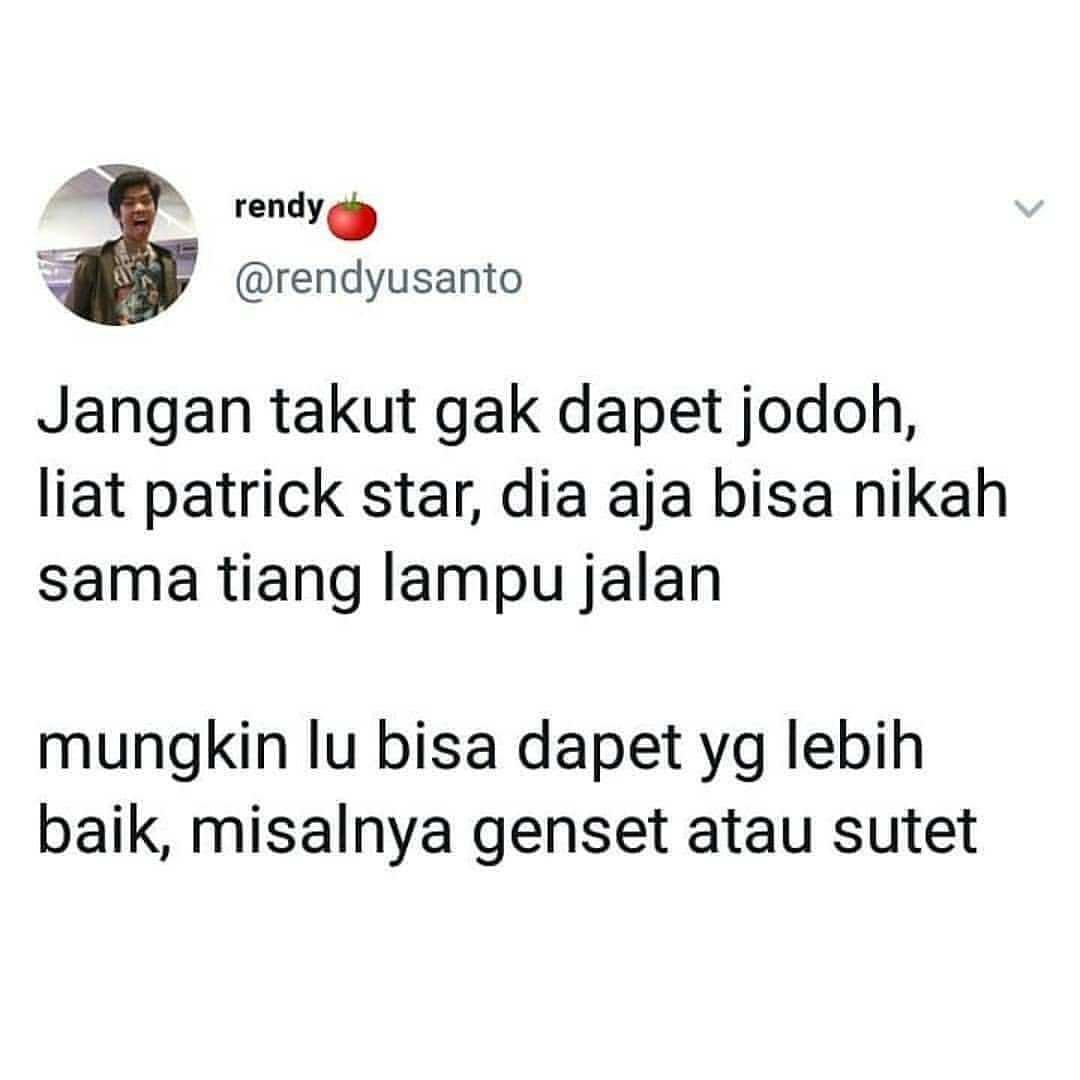 rendy🍅
@rendyusanto
Jangan takut gak dapet jodoh,
liat patrick star, dia aja bisa nikah
sama tiang lampu jalan
mungkin lu bisa dapet yg lebih
baik, misalnya genset atau sutet